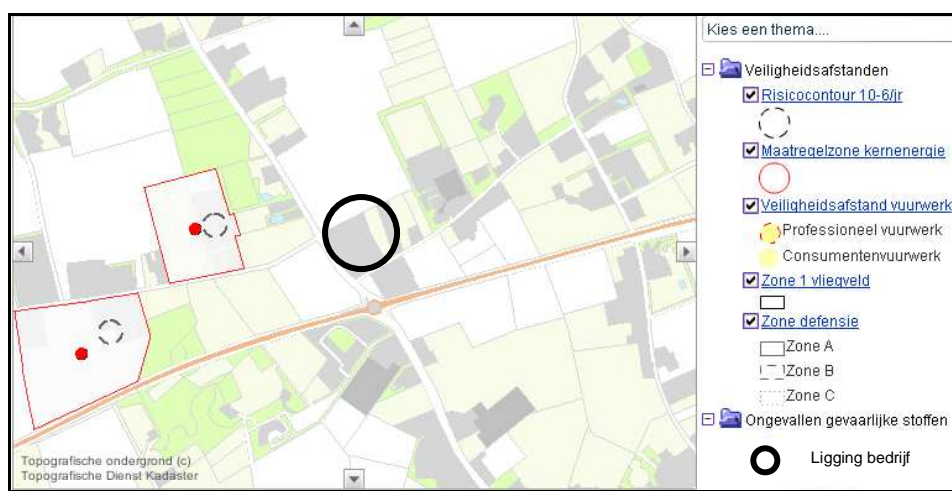 Kies een thema....
Veiligheidsafstanden
Risicocontour 10-6/jr
Maatregelzone kernenergie
Veiligheidsafstand vuurwerk
Professioneel vuurwerk
Consumentenvuurwerk
Zone 1 vliegveld
Zone defensie
Zone A
Zone B
Zone C
Ongevallen gevaarlijke stoffen
Ligging bedrijf
Topografische ondergrond (c)
Topografische Dienst Kadaster